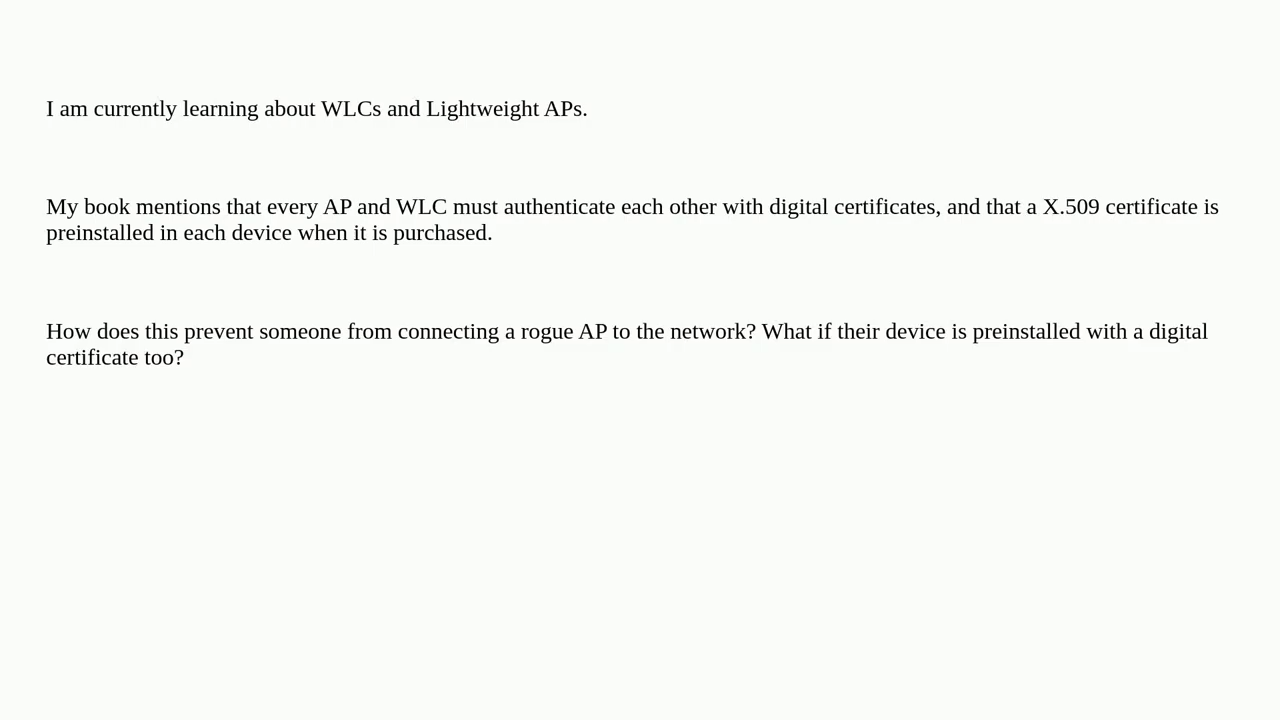 I am currently learning about WLCs and Lightweight APs.
My book mentions that every AP and WLC must authenticate each other with digital certificates, and that a X.509 certificate is
preinstalled in each device when it is purchased.
How does this prevent someone from connecting a rogue AP to the network? What if their device is preinstalled with a digital
certificate too?